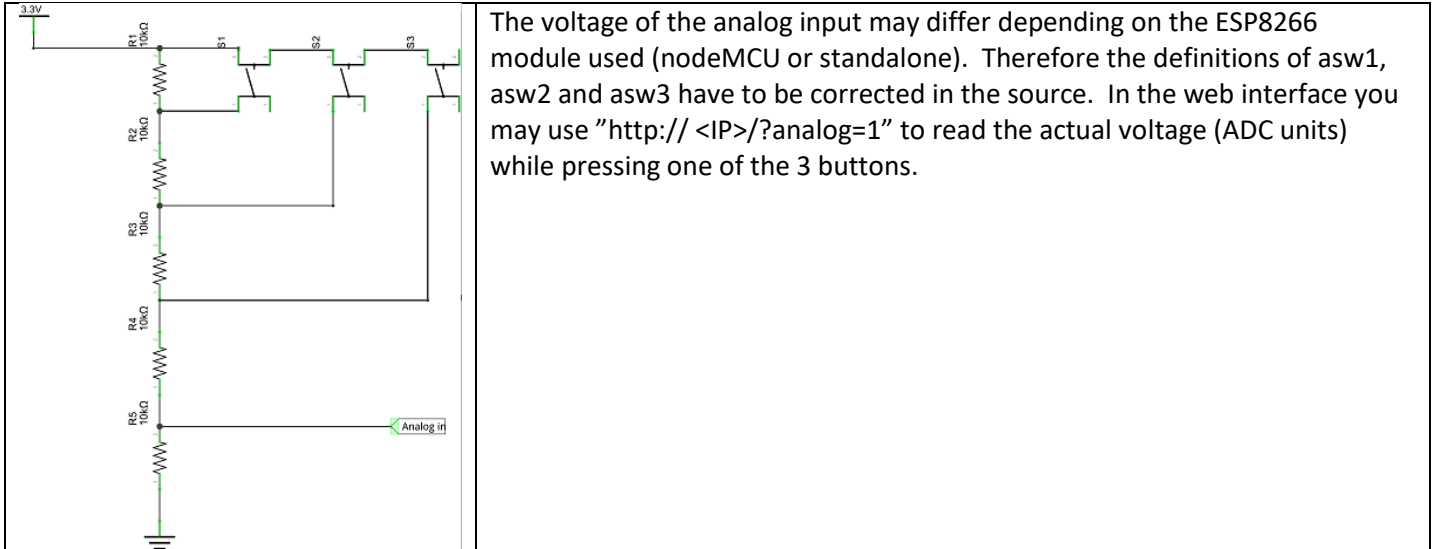 3.3V
R1
10kΩ
S1
S2
S3
R2
10kΩ
R3
10kΩ
R4
10kΩ
R5
10kΩ
Analog in
The voltage of the analog input may differ depending on the ESP8266
module used (nodeMCU or standalone).  Therefore the definitions of asw1,
asw2 and asw3 have to be corrected in the source.  In the web interface you
may use ”http:// <IP>/?analog=1” to read the actual voltage (ADC units)
while pressing one of the 3 buttons.